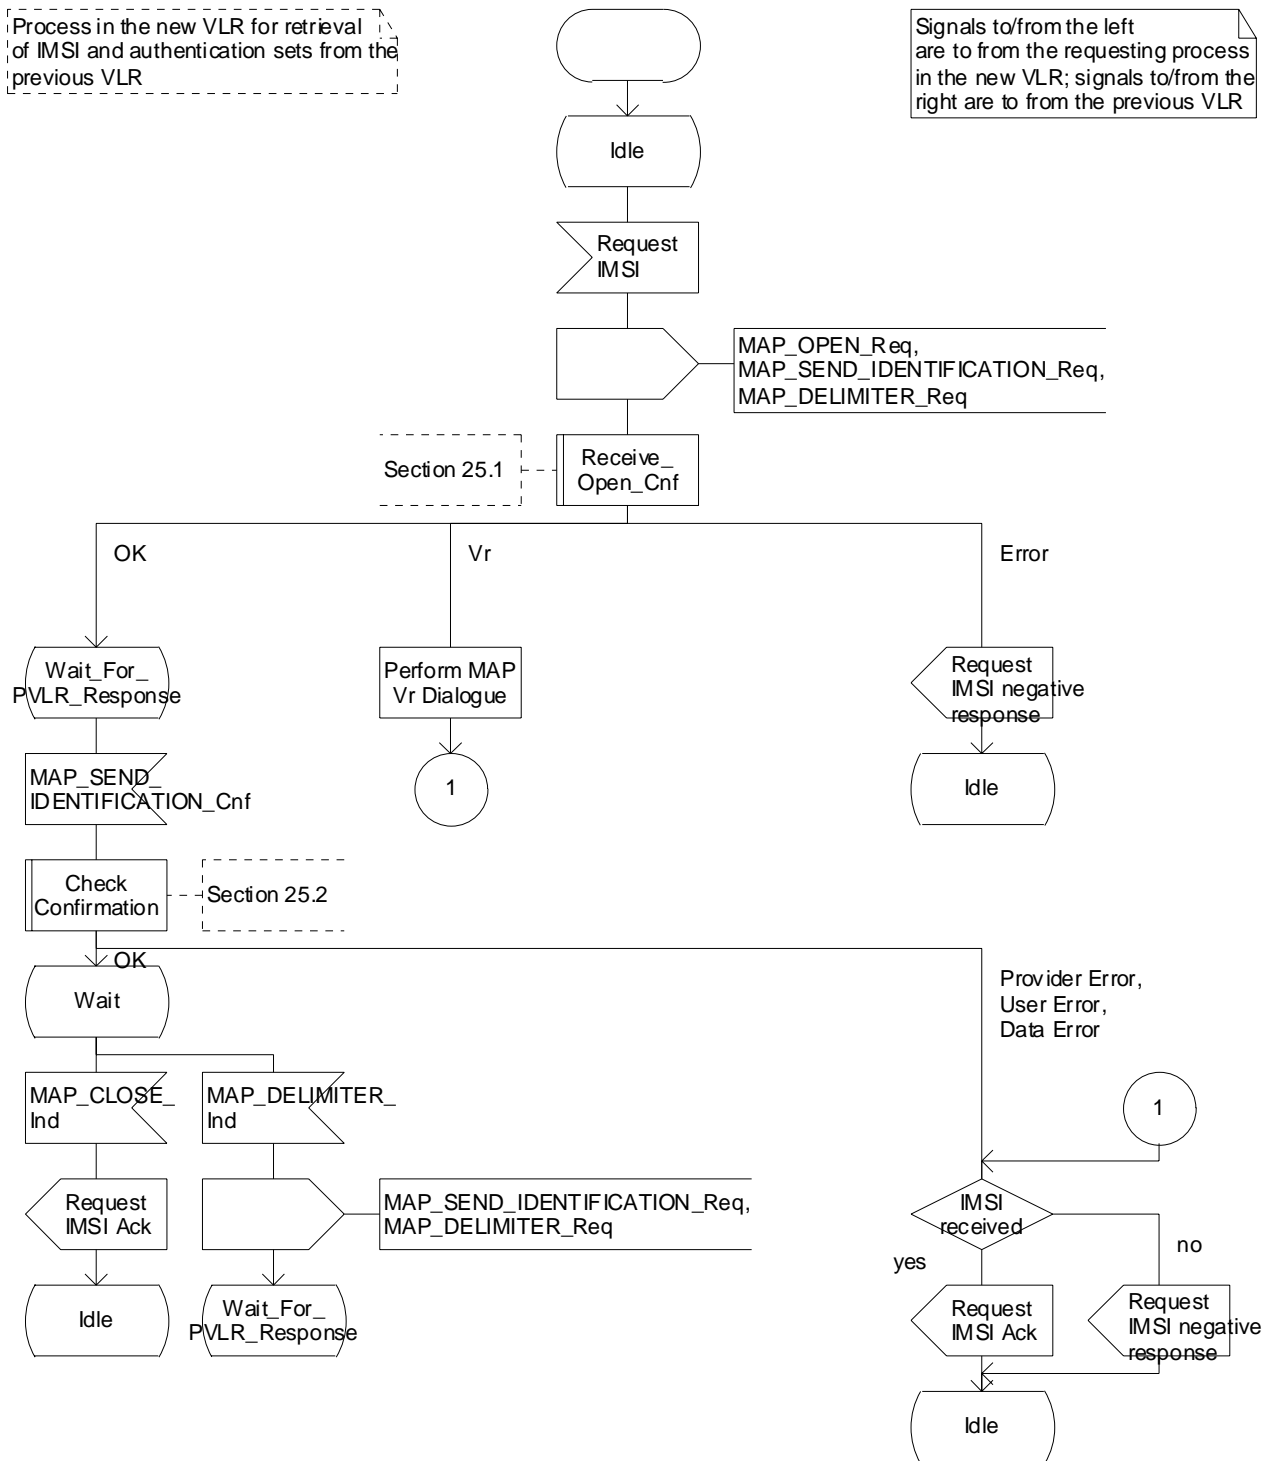 Process in the new VLR for retrieval
of IMSI and authentication sets from the
previous VLR
Signals to/from the left
are to from the requesting process
in the new VLR; signals to/from the
right are to from the previous VLR
Idle
Request
IMSI
MAP_OPEN_Req,
MAP_SEND_IDENTIFICATION_Req,
MAP_DELIMITER_Req
Section 25.1
Receive_
Open_Cnf
OK
Vr
Error
Wait_For_
PVLR_Response
Perform MAP
Vr Dialogue
Request
IMSI negative
response
MAP_SEND_
IDENTIFICATION_Cnf
1
Idle
Check
Confirmation
Section 25.2
OK
Wait
Provider Error,
User Error,
Data Error
MAP_CLOSE_
Ind
MAP_DELIMITER_
Ind
1
Request
IMSI Ack
MAP_SEND_IDENTIFICATION_Req,
MAP_DELIMITER_Req
IMSI
received
yes
no
Idle
Wait_For_
PVLR_Response
Request
IMSI Ack
Request
IMSI negative
response
Idle